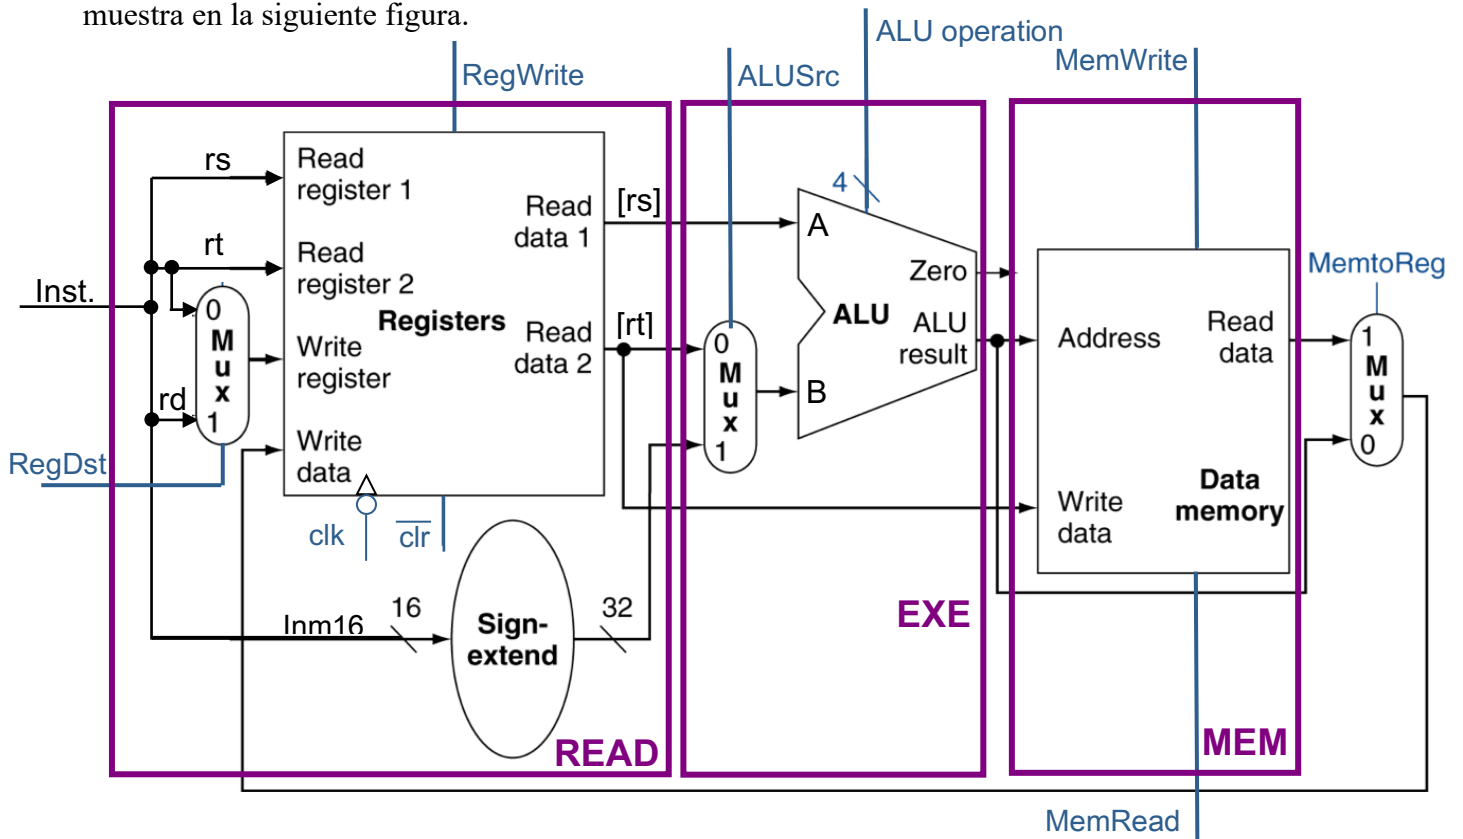 muestra en la siguiente figura.
ALU operation
MemWrite
RegWrite
ALUSrc
rs
Read
register 1
[rs]
Read
data 1
4
A
rt
Read
register 2
Zero
MemtoReg
Inst.
0
Mux
1
Registers
Write
register
Read
data 2
[rt]
0
Mux
1
ALU
ALU
result
Address
Read
data
1
Mux
0
B
rd
Write
data
RegDst
Data
memory
Write
data
clk
clr
Inm16
16
Sign-
extend
32
EXE
READ
MEM
MemRead